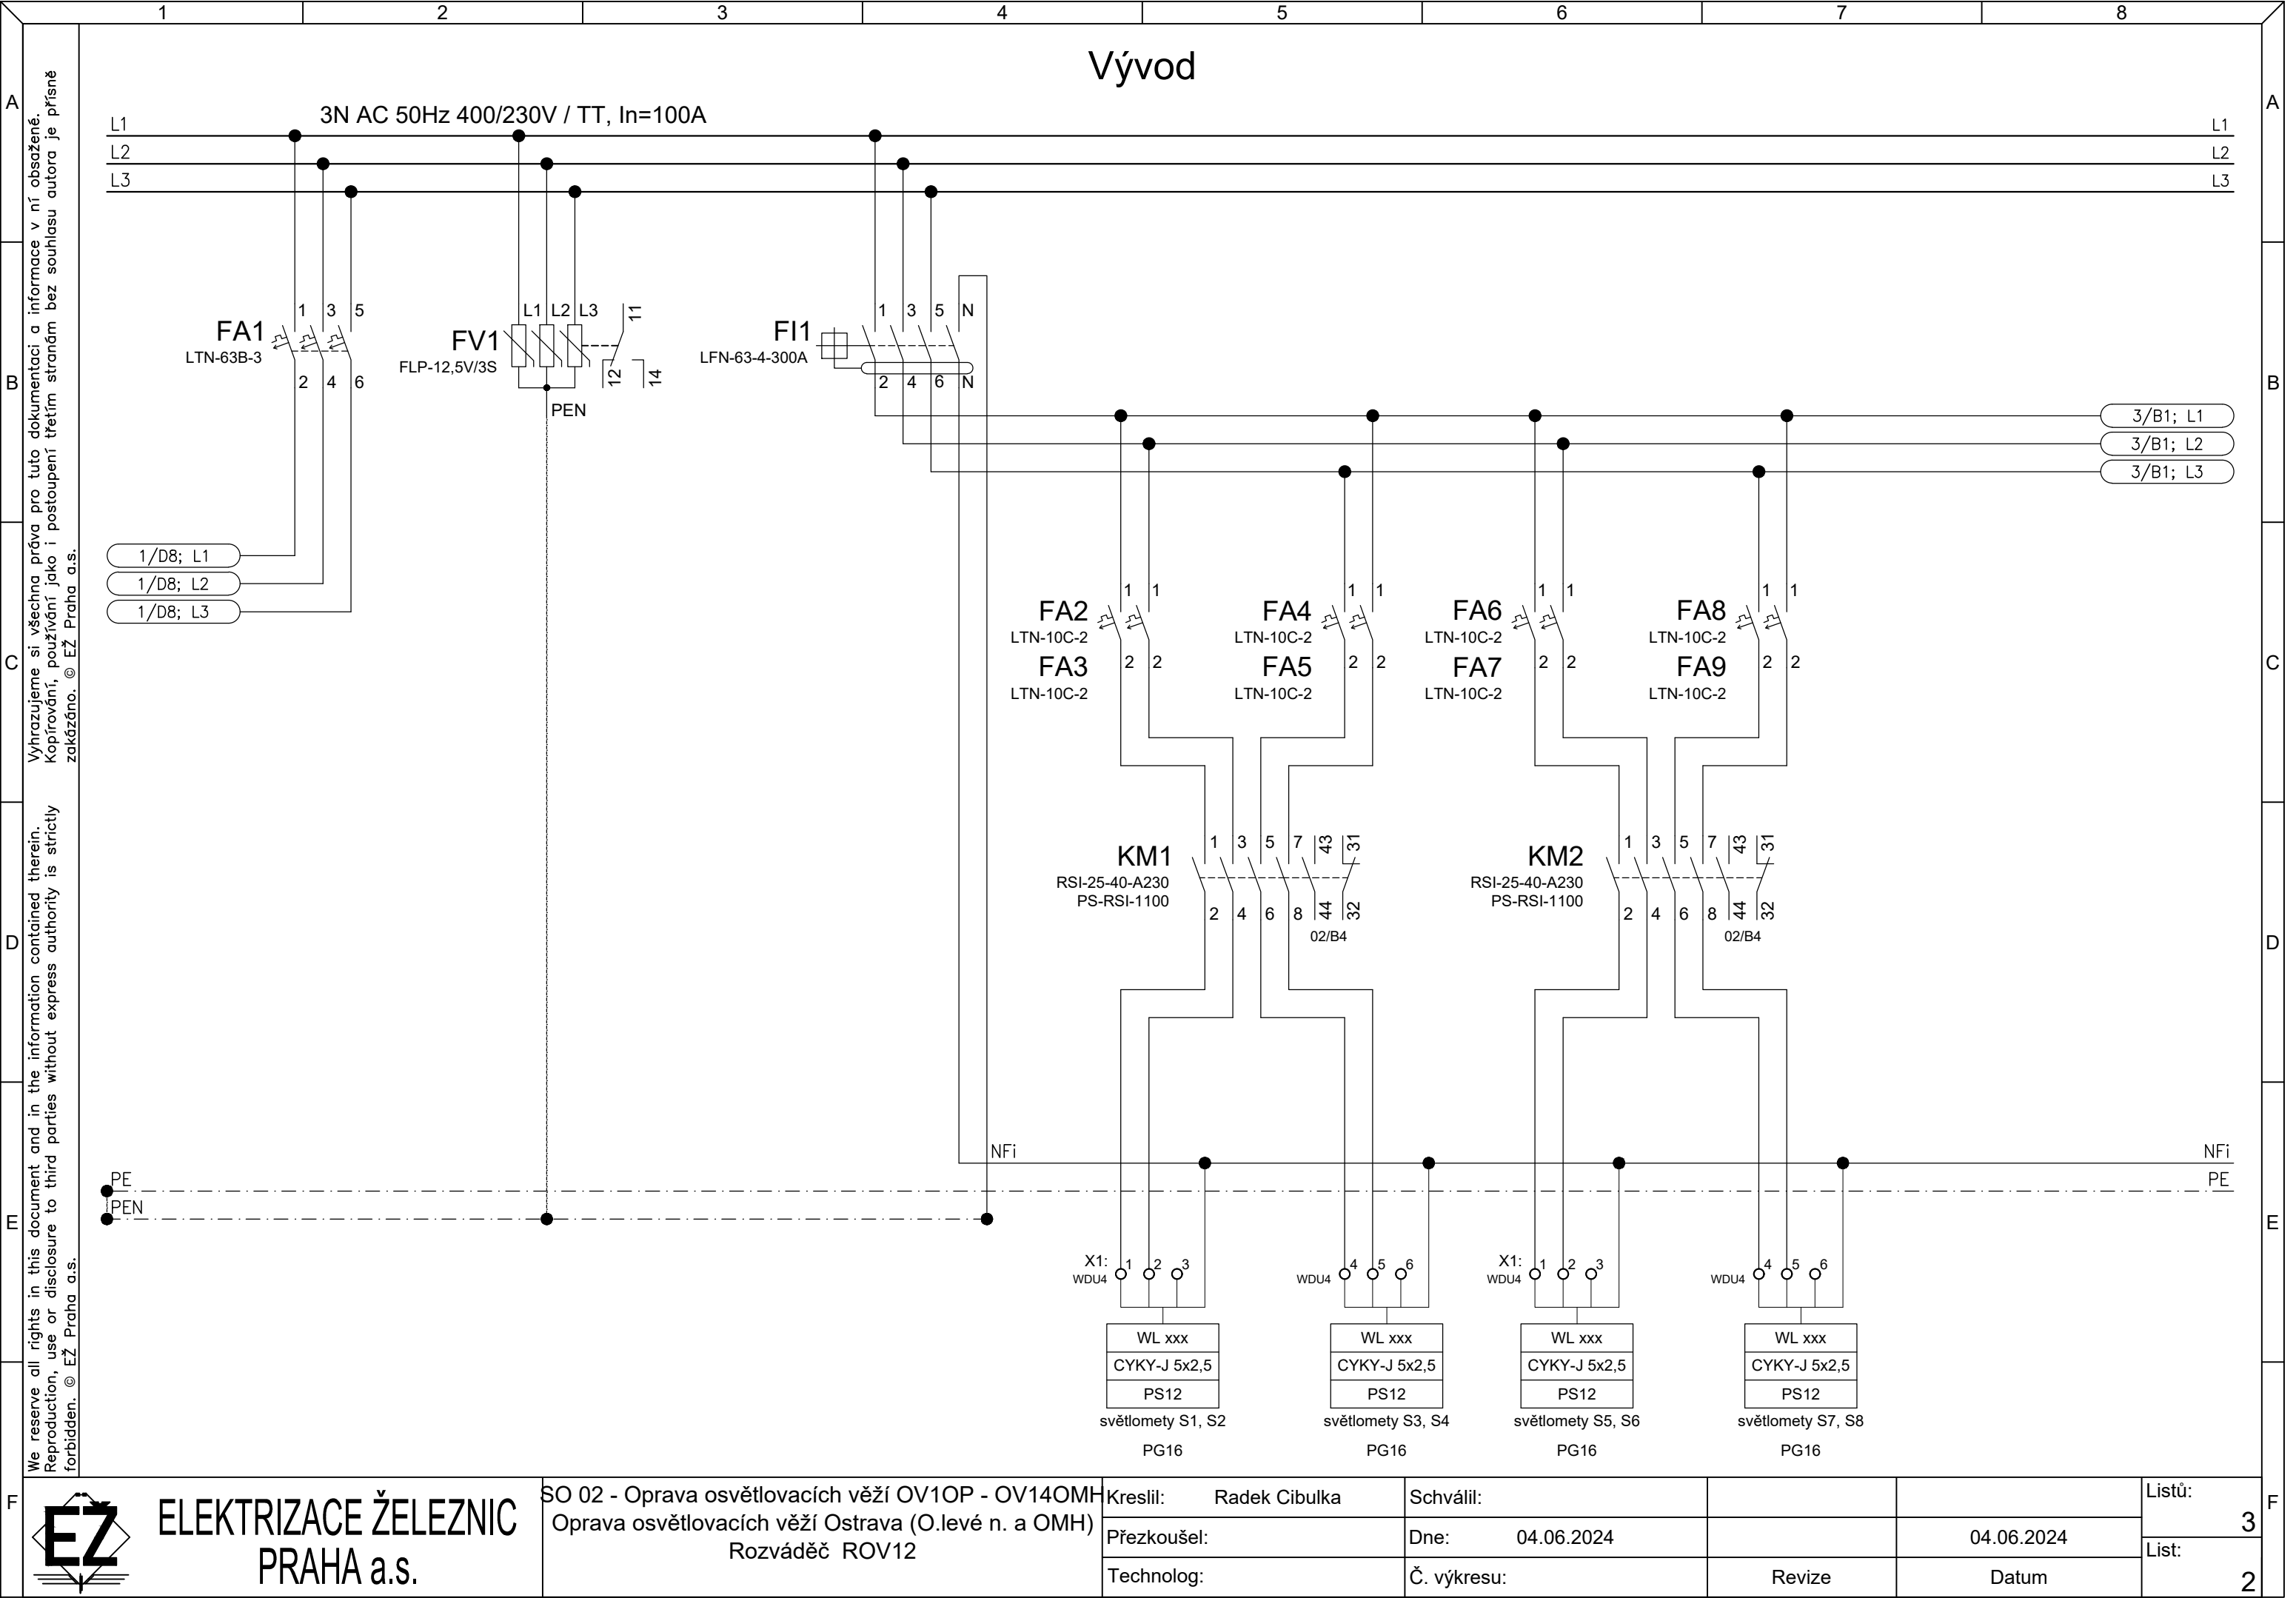 1 2 3 4 5 6 7 8
Vývod
A A
3N AC 50Hz 400/230V / TT, In=100A
L1 L1
L2 L2
L3 L3
1 3 5
FA1
LTN-63B-3
2 4 6
L1 L2 L3 11
FV1
FLP-12,5V/3S
12 14
PEN
1 3 5 N
FI1
LFN-63-4-300A
2 4 6 N
B B
3/B1; L1
3/B1; L2
3/B1; L3
1/D8; L1
1/D8; L2
1/D8; L3
1 1 1 1 1 1 1 1
FA2 FA4 FA6 FA8
LTN-10C-2 LTN-10C-2 LTN-10C-2 LTN-10C-2
2 2 2 2 2 2 2 2
FA3 FA5 FA7 FA9
LTN-10C-2 LTN-10C-2 LTN-10C-2 LTN-10C-2
C C
1 3 5 7 43 31
KM1
RSI-25-40-A230
PS-RSI-1100
2 4 6 8 44 32
02/B4
1 3 5 7 43 31
KM2
RSI-25-40-A230
PS-RSI-1100
2 4 6 8 44 32
02/B4
D D
NFi NFi
PE PE
PEN
E E
X1: 1 2 3
WDU4
WL xxx
CYKY-J 5x2,5
PS12
světlomety S1, S2
PG16
4 5 6
WDU4
WL xxx
CYKY-J 5x2,5
PS12
světlomety S3, S4
PG16
X1: 1 2 3
WDU4
WL xxx
CYKY-J 5x2,5
PS12
světlomety S5, S6
PG16
4 5 6
WDU4
WL xxx
CYKY-J 5x2,5
PS12
světlomety S7, S8
PG16
Vyhrazujeme si všechna práva pro tuto dokumentaci a informace v ní obsažené.
Kopírování, používání jako i postoupení třetím stranám bez souhlasu autora je přísně
zakázáno. © EŽ Praha a.s.
We reserve all rights in this document and in the information contained therein.
Reproduction, use or disclosure to third parties without express authority is strictly
forbidden. © EŽ Praha a.s.
F F
EŽ
ELEKTRIZACE ŽELEZNIC
PRAHA a.s.
SO 02 - Oprava osvětlovacích věží OV1OP - OV14OMH
Oprava osvětlovacích věží Ostrava (O.levé n. a OMH)
Rozváděč ROV12
Kreslil: Radek Cibulka
Přezkoušel:
Technolog:
Schválil:
Dne: 04.06.2024
Č. výkresu:
Revize
04.06.2024
Datum
Listů:
3
List:
2